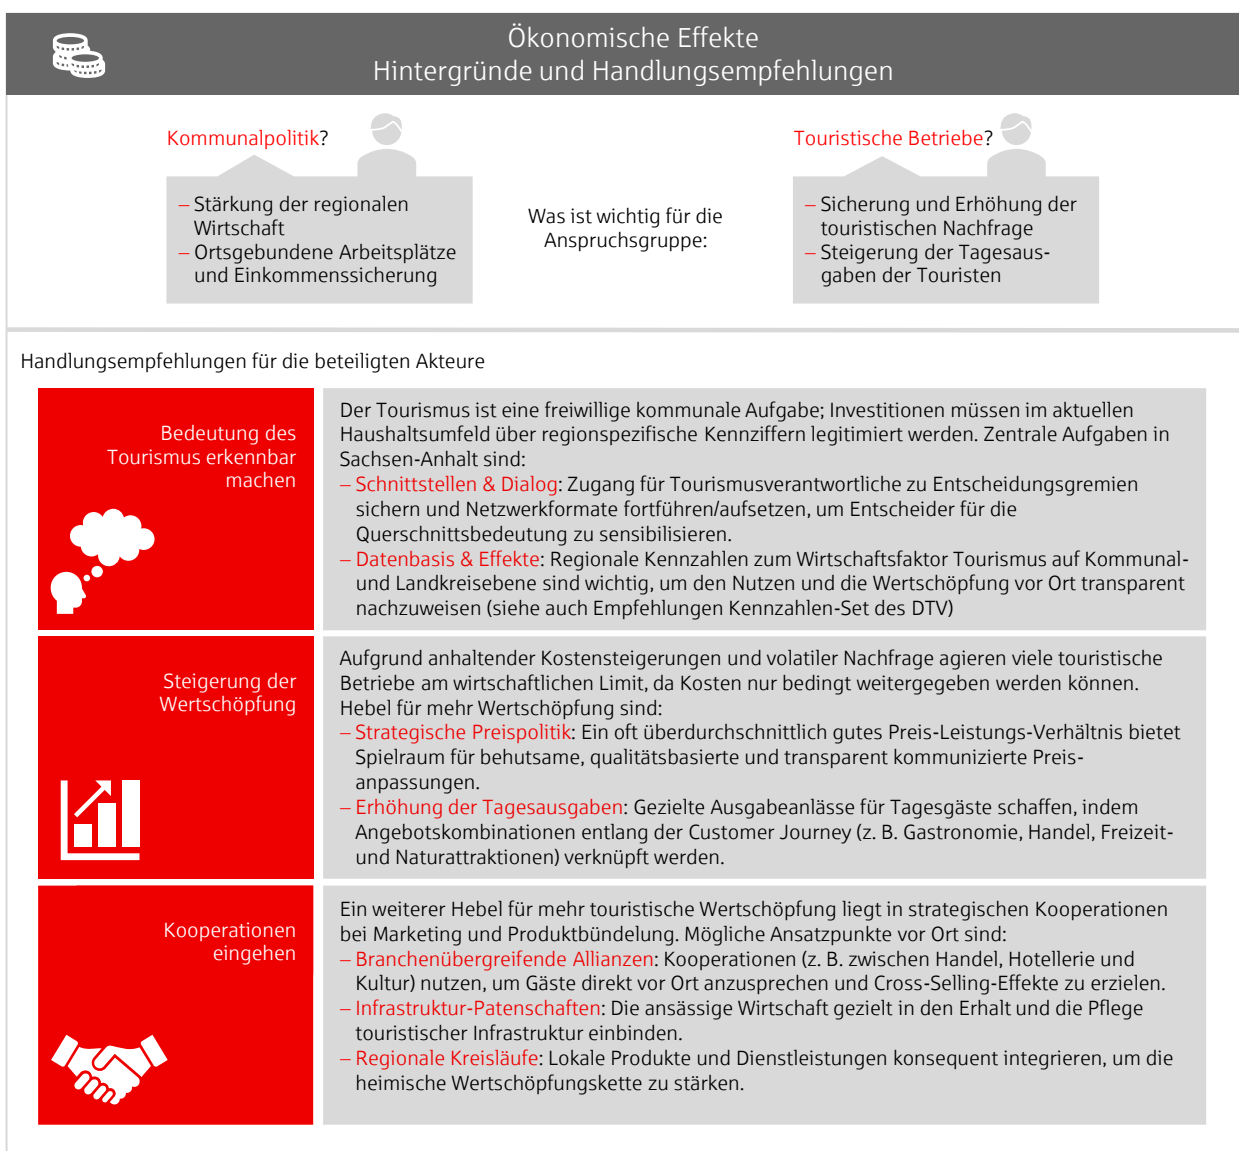 Ökonomische Effekte
Hintergründe und Handlungsempfehlungen
Kommunalpolitik?
– Stärkung der regionalen
Wirtschaft
– Ortsgebundene Arbeitsplätze
und Einkommenssicherung
Was ist wichtig für die
Anspruchsgruppe:
Touristische Betriebe?
– Sicherung und Erhöhung der
touristischen Nachfrage
– Steigerung der Tagesaus-
gaben der Touristen
Handlungsempfehlungen für die beteiligten Akteure
Bedeutung des
Tourismus erkennbar
machen
Der Tourismus ist eine freiwillige kommunale Aufgabe; Investitionen müssen im aktuellen
Haushaltsumfeld über regionspezifische Kennziffern legitimiert werden. Zentrale Aufgaben in
Sachsen-Anhalt sind:
– Schnittstellen & Dialog: Zugang für Tourismusverantwortliche zu Entscheidungsgremien
sichern und Netzwerkformate fortführen/aufsetzen, um Entscheider für die
Querschnittsbedeutung zu sensibilisieren.
– Datenbasis & Effekte: Regionale Kennzahlen zum Wirtschaftsfaktor Tourismus auf Kommunal-
und Landkreisebene sind wichtig, um den Nutzen und die Wertschöpfung vor Ort transparent
nachzuweisen (siehe auch Empfehlungen Kennzahlen-Set des DTV)
Steigerung der
Wertschöpfung
Aufgrund anhaltender Kostensteigerungen und volatiler Nachfrage agieren viele touristische
Betriebe am wirtschaftlichen Limit, da Kosten nur bedingt weitergegeben werden können.
Hebel für mehr Wertschöpfung sind:
– Strategische Preispolitik: Ein oft überdurchschnittlich gutes Preis-Leistungs-Verhältnis bietet
Spielraum für behutsame, qualitätsbasierte und transparent kommunizierte Preis-
anpassungen.
– Erhöhung der Tagesausgaben: Gezielte Ausgabeanlässe für Tagesgäste schaffen, indem
Angebotskombinationen entlang der Customer Journey (z. B. Gastronomie, Handel, Freizeit-
und Naturattraktionen) verknüpft werden.
Kooperationen
eingehen
Ein weiterer Hebel für mehr touristische Wertschöpfung liegt in strategischen Kooperationen
bei Marketing und Produktbündelung. Mögliche Ansatzpunkte vor Ort sind:
– Branchenübergreifende Allianzen: Kooperationen (z. B. zwischen Handel, Hotellerie und
Kultur) nutzen, um Gäste direkt vor Ort anzusprechen und Cross-Selling-Effekte zu erzielen.
– Infrastruktur-Patenschaften: Die ansässige Wirtschaft gezielt in den Erhalt und die Pflege
touristischer Infrastruktur einbinden.
– Regionale Kreisläufe: Lokale Produkte und Dienstleistungen konsequent integrieren, um die
heimische Wertschöpfungskette zu stärken.